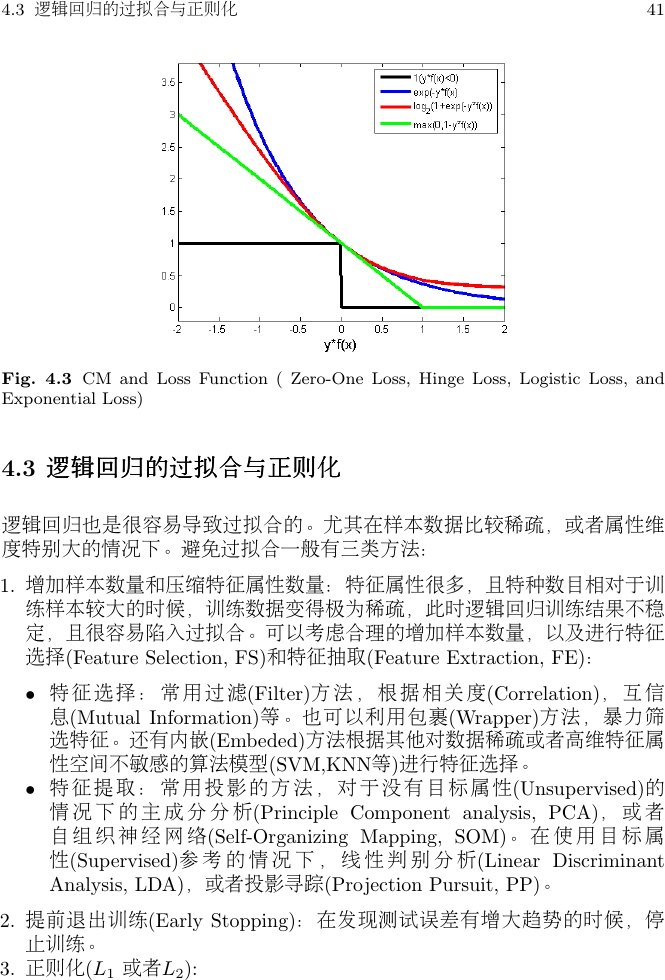 4.3 逻辑回归的过拟合与正则化 41
3.5
3
2.5
2
1.5
1
0.5
0
-2 -1.5 -1 -0.5 0 0.5 1 1.5 2
y*f(x)
1(y*f(x)<0)
exp(-y*f(x)
log2(1+exp(-y*f(x))
max(0,1-y*f(x))
Fig. 4.3 CM and Loss Function ( Zero-One Loss, Hinge Loss, Logistic Loss, and
Exponential Loss)
4.3 逻辑回归的过拟合与正则化
逻辑回归也是很容易导致过拟合的。尤其在样本数据比较稀疏，或者属性维
度特别大的情况下。避免过拟合一般有三类方法：
1. 增加样本数量和压缩特征属性数量：特征属性很多，且特种数目相对于训
练样本较大的时候，训练数据变得极为稀疏，此时逻辑回归训练结果不稳
定，且很容易陷入过拟合。可以考虑合理的增加样本数量，以及进行特征
选择(Feature Selection, FS)和特征抽取(Feature Extraction, FE)：
• 特征选择：常用过滤(Filter)方法，根据相关度(Correlation)，互信
息(Mutual Information)等。也可以利用包裹(Wrapper)方法，暴力筛
选特征。还有内嵌(Embeded)方法根据其他对数据稀疏或者高维特征属
性空间不敏感的算法模型(SVM,KNN等)进行特征选择。
• 特征提取：常用投影的方法，对于没有目标属性(Unsupervised)的
情况下的主成分分析(Principle Component analysis, PCA)，或者
自组织神经网络(Self-Organizing Mapping, SOM)。在使用目标属
性(Supervised)参考的情况下，线性判别分析(Linear Discriminant
Analysis, LDA)，或者投影寻踪(Projection Pursuit, PP)。
2. 提前退出训练(Early Stopping)：在发现测试误差有增大趋势的时候，停
止训练。
3. 正则化(L1 或者L2):